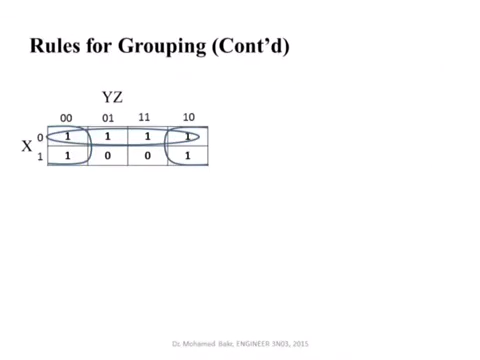 Rules for Grouping (Cont'd)
YZ
00 01 11 10
0 1 1 1 1
X
1 1 0 0 1
Dr. Mohamed Bakr, ENGINEER 3N03, 2015